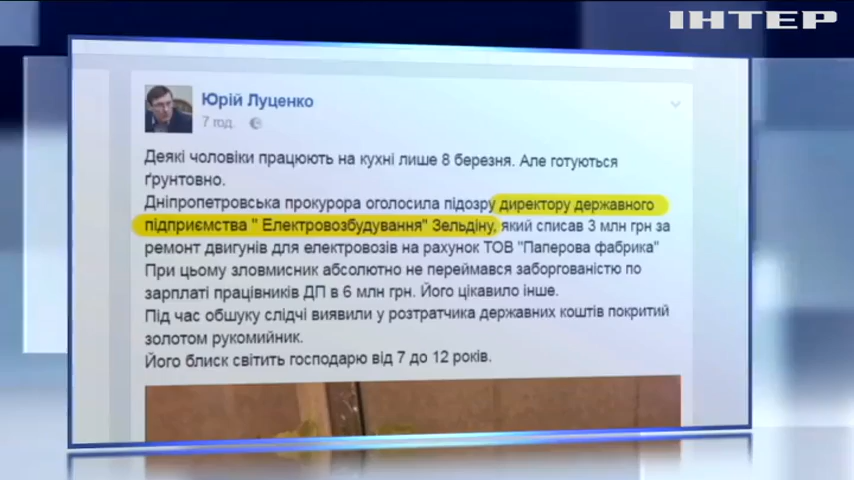 ІНТЕР
Юрій Луценко
7 год.
Деякі чоловіки працюють на кухні лише 8 березня. Але готуються
ґрунтовно.
Дніпропетровська прокурора оголосила підозру директору державного
підприємства " Електровозбудування" Зельдіну, який списав 3 млн грн за
ремонт двигунів для електровозів на рахунок ТОВ "Паперова фабрика"
При цьому зловмисник абсолютно не переймався заборгованістю по
зарплаті працівників ДП в 6 млн грн. Його цікавило інше.
Під час обшуку слідчі виявили у розтратчика державних коштів покритий
золотом рукомийник.
Його блиск світить господарю від 7 до 12 років.